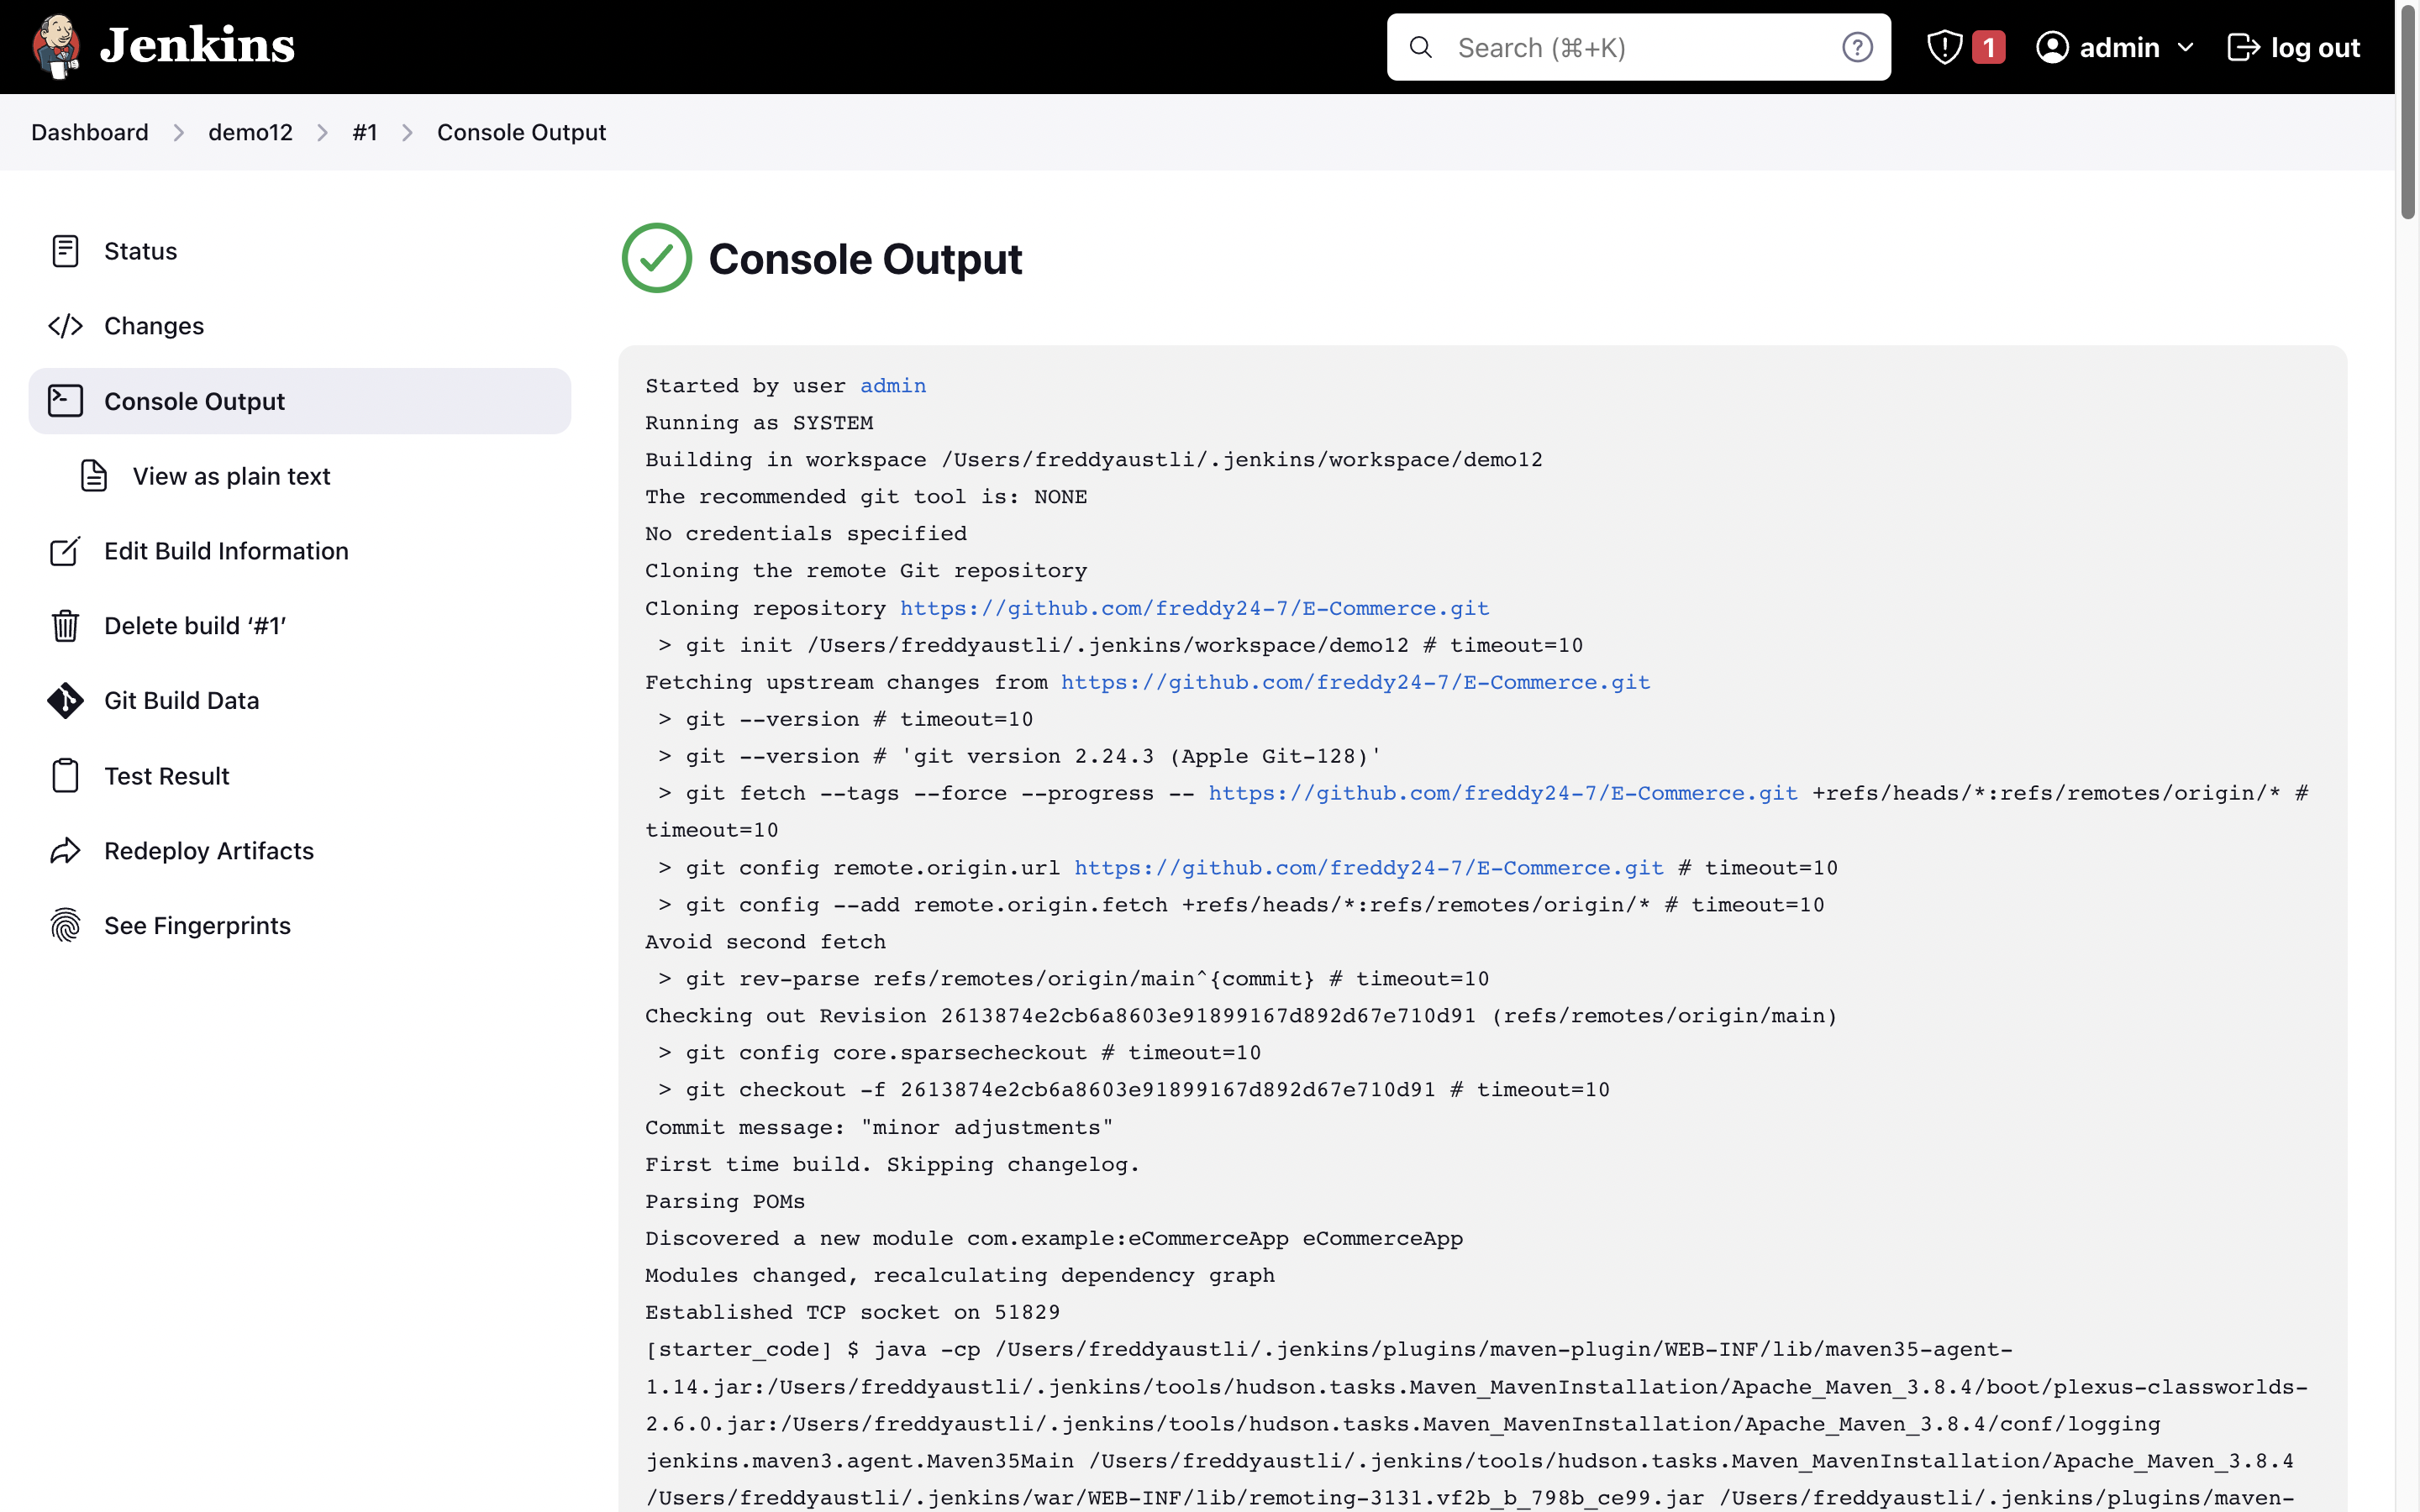 Jenkins
Search (⌘+K)
1
admin
log out
Dashboard > demo12 > #1 > Console Output
Status
Changes
Console Output
View as plain text
Edit Build Information
Delete build ‘#1’
Git Build Data
Test Result
Redeploy Artifacts
See Fingerprints
Console Output
Started by user admin
Running as SYSTEM
Building in workspace /Users/freddyaustli/.jenkins/workspace/demo12
The recommended git tool is: NONE
No credentials specified
Cloning the remote Git repository
Cloning repository https://github.com/freddy24-7/E-Commerce.git
 > git init /Users/freddyaustli/.jenkins/workspace/demo12 # timeout=10
Fetching upstream changes from https://github.com/freddy24-7/E-Commerce.git
 > git --version # timeout=10
 > git --version # 'git version 2.24.3 (Apple Git-128)'
 > git fetch --tags --force --progress -- https://github.com/freddy24-7/E-Commerce.git +refs/heads/*:refs/remotes/origin/* #
timeout=10
 > git config remote.origin.url https://github.com/freddy24-7/E-Commerce.git # timeout=10
 > git config --add remote.origin.fetch +refs/heads/*:refs/remotes/origin/* # timeout=10
Avoid second fetch
 > git rev-parse refs/remotes/origin/main^{commit} # timeout=10
Checking out Revision 2613874e2cb6a8603e91899167d892d67e710d91 (refs/remotes/origin/main)
 > git config core.sparsecheckout # timeout=10
 > git checkout -f 2613874e2cb6a8603e91899167d892d67e710d91 # timeout=10
Commit message: "minor adjustments"
First time build. Skipping changelog.
Parsing POMs
Discovered a new module com.example:eCommerceApp eCommerceApp
Modules changed, recalculating dependency graph
Established TCP socket on 51829
[starter_code] $ java -cp /Users/freddyaustli/.jenkins/plugins/maven-plugin/WEB-INF/lib/maven35-agent-
1.14.jar:/Users/freddyaustli/.jenkins/tools/hudson.tasks.Maven_MavenInstallation/Apache_Maven_3.8.4/boot/plexus-classworlds-
2.6.0.jar:/Users/freddyaustli/.jenkins/tools/hudson.tasks.Maven_MavenInstallation/Apache_Maven_3.8.4/conf/logging
jenkins.maven3.agent.Maven35Main /Users/freddyaustli/.jenkins/tools/hudson.tasks.Maven_MavenInstallation/Apache_Maven_3.8.4
/Users/freddyaustli/.jenkins/war/WEB-INF/lib/remoting-3131.vf2b_b_798b_ce99.jar /Users/freddyaustli/.jenkins/plugins/maven-